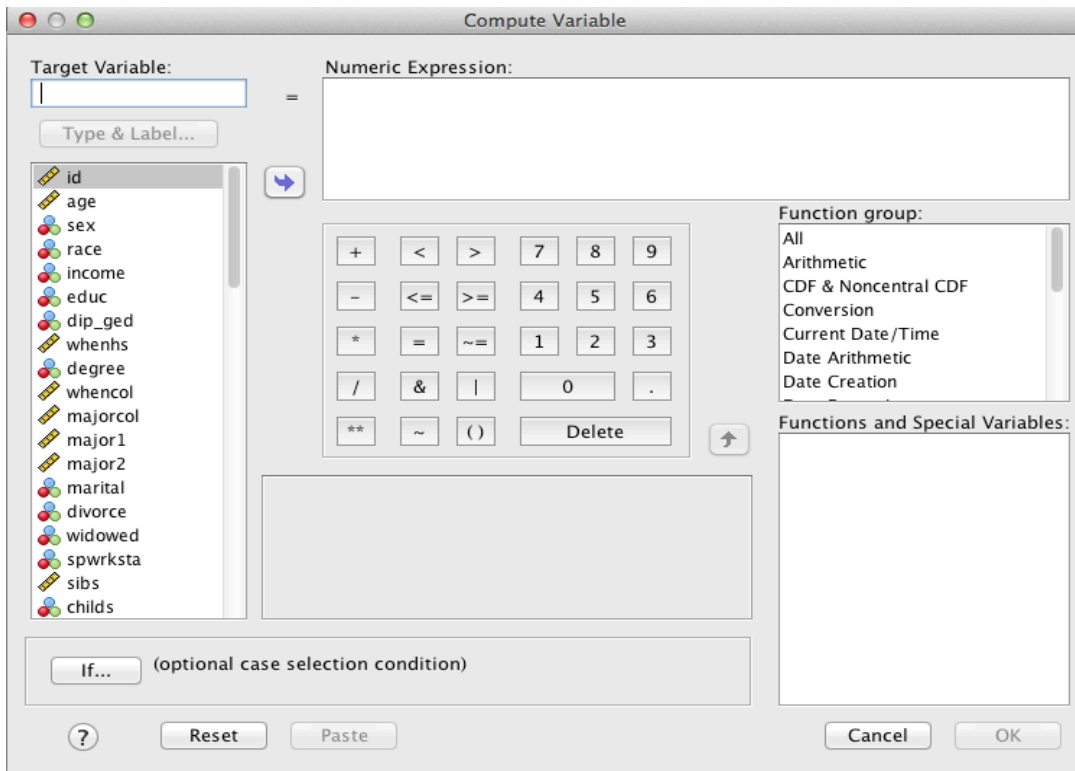 Compute Variable
Target Variable:
Numeric Expression:
=
Type & Label...
id
age
sex
race
income
educ
dip_ged
whenhs
degree
whencol
majorcol
major1
major2
marital
divorce
widowed
spwrksta
sibs
childs
+ < > 7 8 9
- <= >= 4 5 6
* = ~= 1 2 3
/ & | 0 .
** ~ () Delete
Function group:
All
Arithmetic
CDF & Noncentral CDF
Conversion
Current Date/Time
Date Arithmetic
Date Creation
Functions and Special Variables:
If... (optional case selection condition)
? Reset Paste Cancel OK